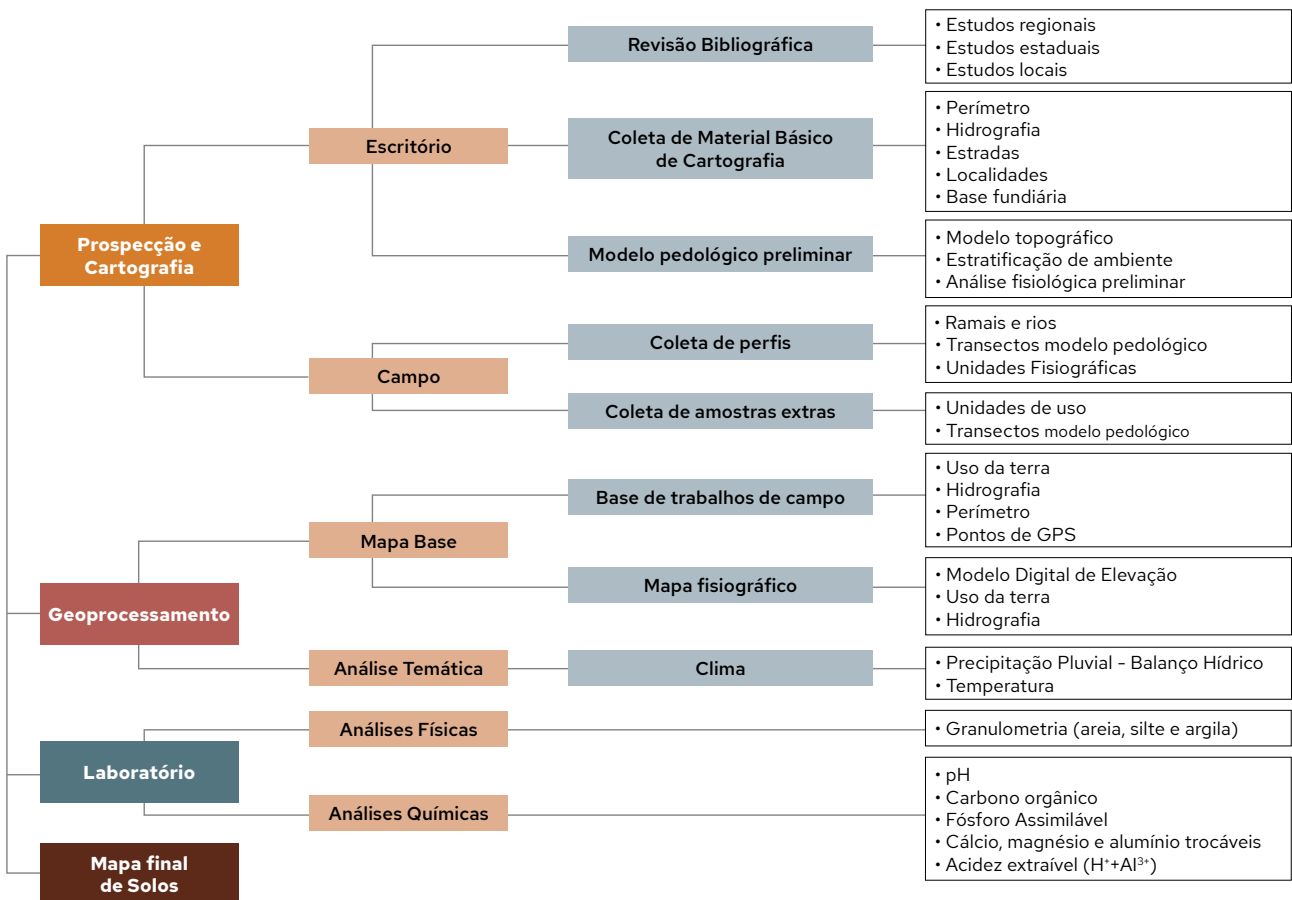 Prospecção e
Cartografia
Escritório
Revisão Bibliográfica
• Estudos regionais
• Estudos estaduais
• Estudos locais
Coleta de Material Básico
de Cartografia
• Perímetro
• Hidrografia
• Estradas
• Localidades
• Base fundiária
Modelo pedológico preliminar
• Modelo topográfico
• Estratificação de ambiente
• Análise fisiológica preliminar
Campo
Coleta de perfis
• Ramais e rios
• Transectos modelo pedológico
• Unidades Fisiográficas
Coleta de amostras extras
• Unidades de uso
• Transectos modelo pedológico
Geoprocessamento
Mapa Base
Base de trabalhos de campo
• Uso da terra
• Hidrografia
• Perímetro
• Pontos de GPS
Mapa fisiográfico
• Modelo Digital de Elevação
• Uso da terra
• Hidrografia
Análise Temática
Clima
• Precipitação Pluvial - Balanço Hídrico
• Temperatura
Laboratório
Análises Físicas
• Granulometria (areia, silte e argila)
Análises Químicas
• pH
• Carbono orgânico
• Fósforo Assimilável
• Cálcio, magnésio e alumínio trocáveis
• Acidez extraível (H⁺+Al³⁺)
Mapa final
de Solos